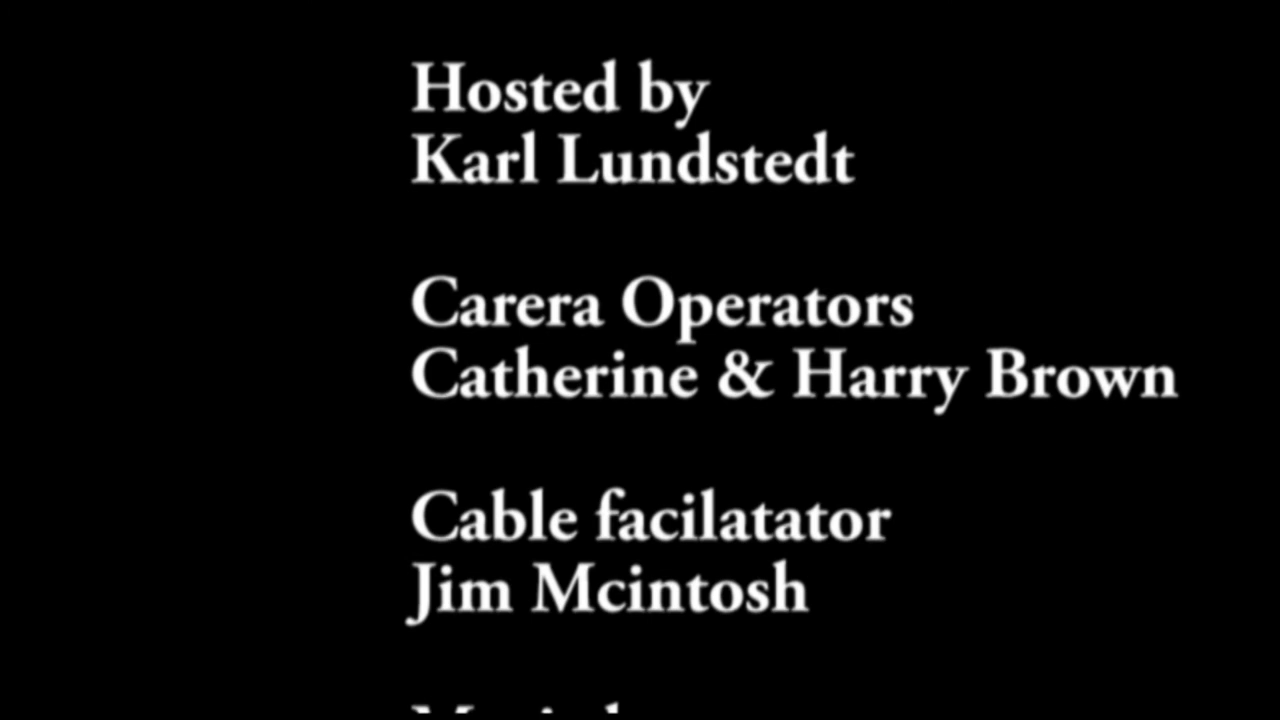 Hosted by
Karl Lundstedt
Carera Operators
Catherine & Harry Brown
Cable facilatator
Jim Mcintosh